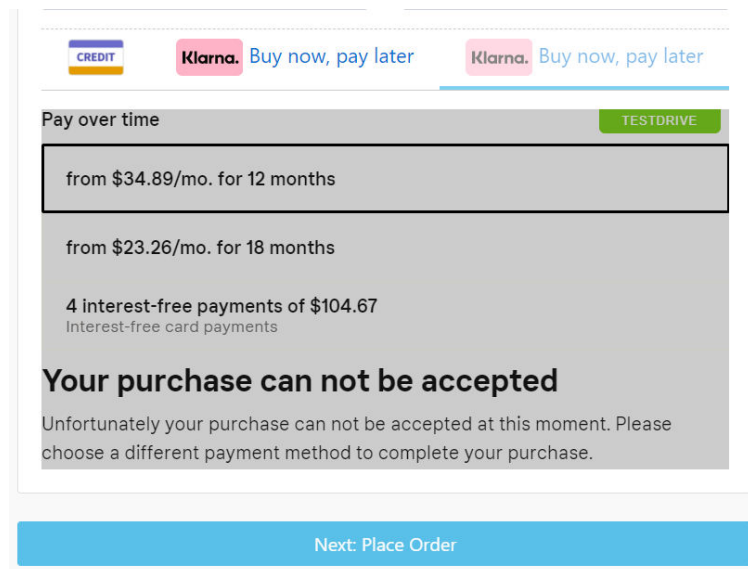 CREDIT Klarna. Buy now, pay later Klarna. Buy now, pay later
Pay over time TESTDRIVE
from $34.89/mo. for 12 months
from $23.26/mo. for 18 months
4 interest-free payments of $104.67
Interest-free card payments
Your purchase can not be accepted
Unfortunately your purchase can not be accepted at this moment. Please
choose a different payment method to complete your purchase.
Next: Place Order